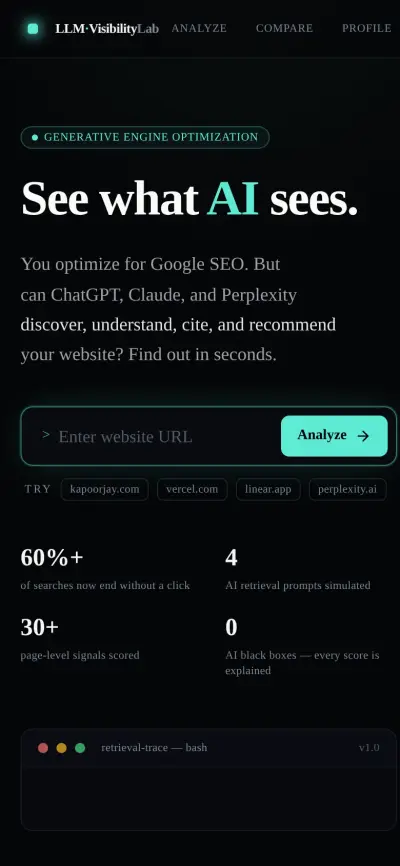 LLM·VisibilityLab ANALYZE COMPARE PROFILE
GENERATIVE ENGINE OPTIMIZATION
See what AI sees.
You optimize for Google SEO. But
can ChatGPT, Claude, and Perplexity
discover, understand, cite, and recommend
your website? Find out in seconds.
> Enter website URL Analyze →
TRY kapoorjay.com vercel.com linear.app perplexity.ai
60%+ 4
of searches now end without a click AI retrieval prompts simulated
30+ 0
page-level signals scored AI black boxes — every score is
explained
retrieval-trace — bash v1.0